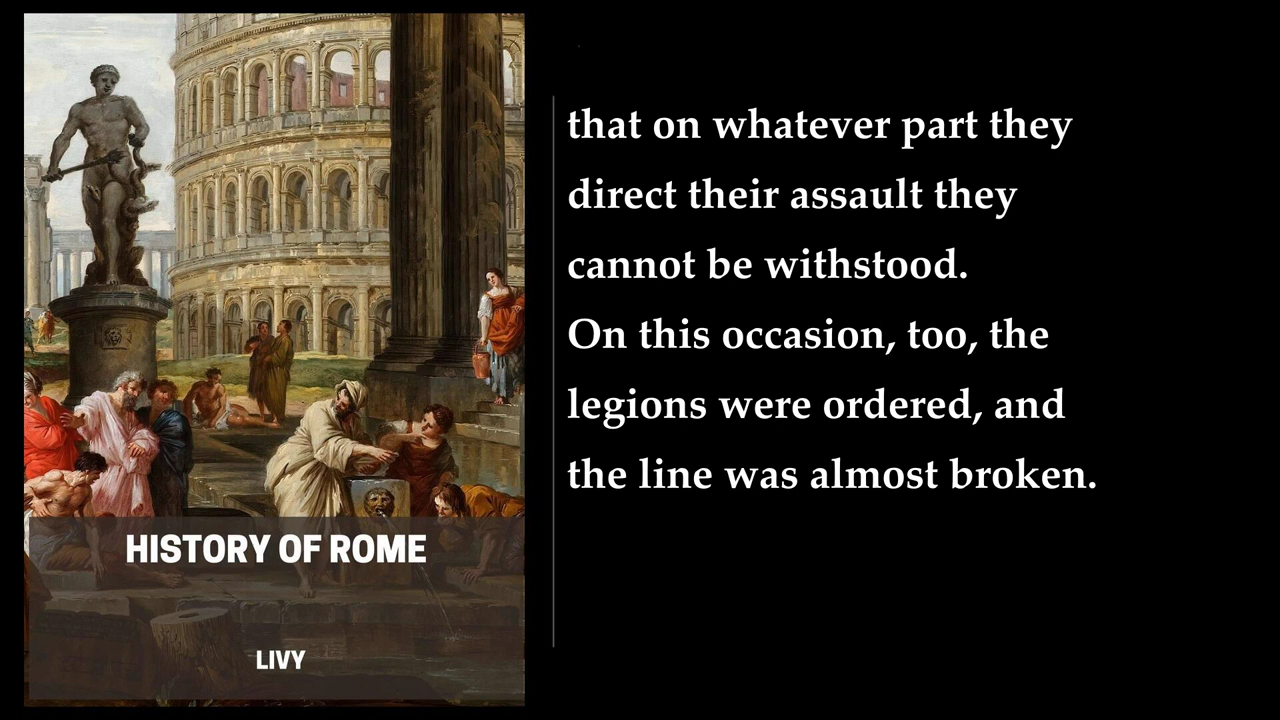 HISTORY OF ROME
LIVY
that on whatever part they
direct their assault they
cannot be withstood.
On this occasion, too, the
legions were ordered, and
the line was almost broken.